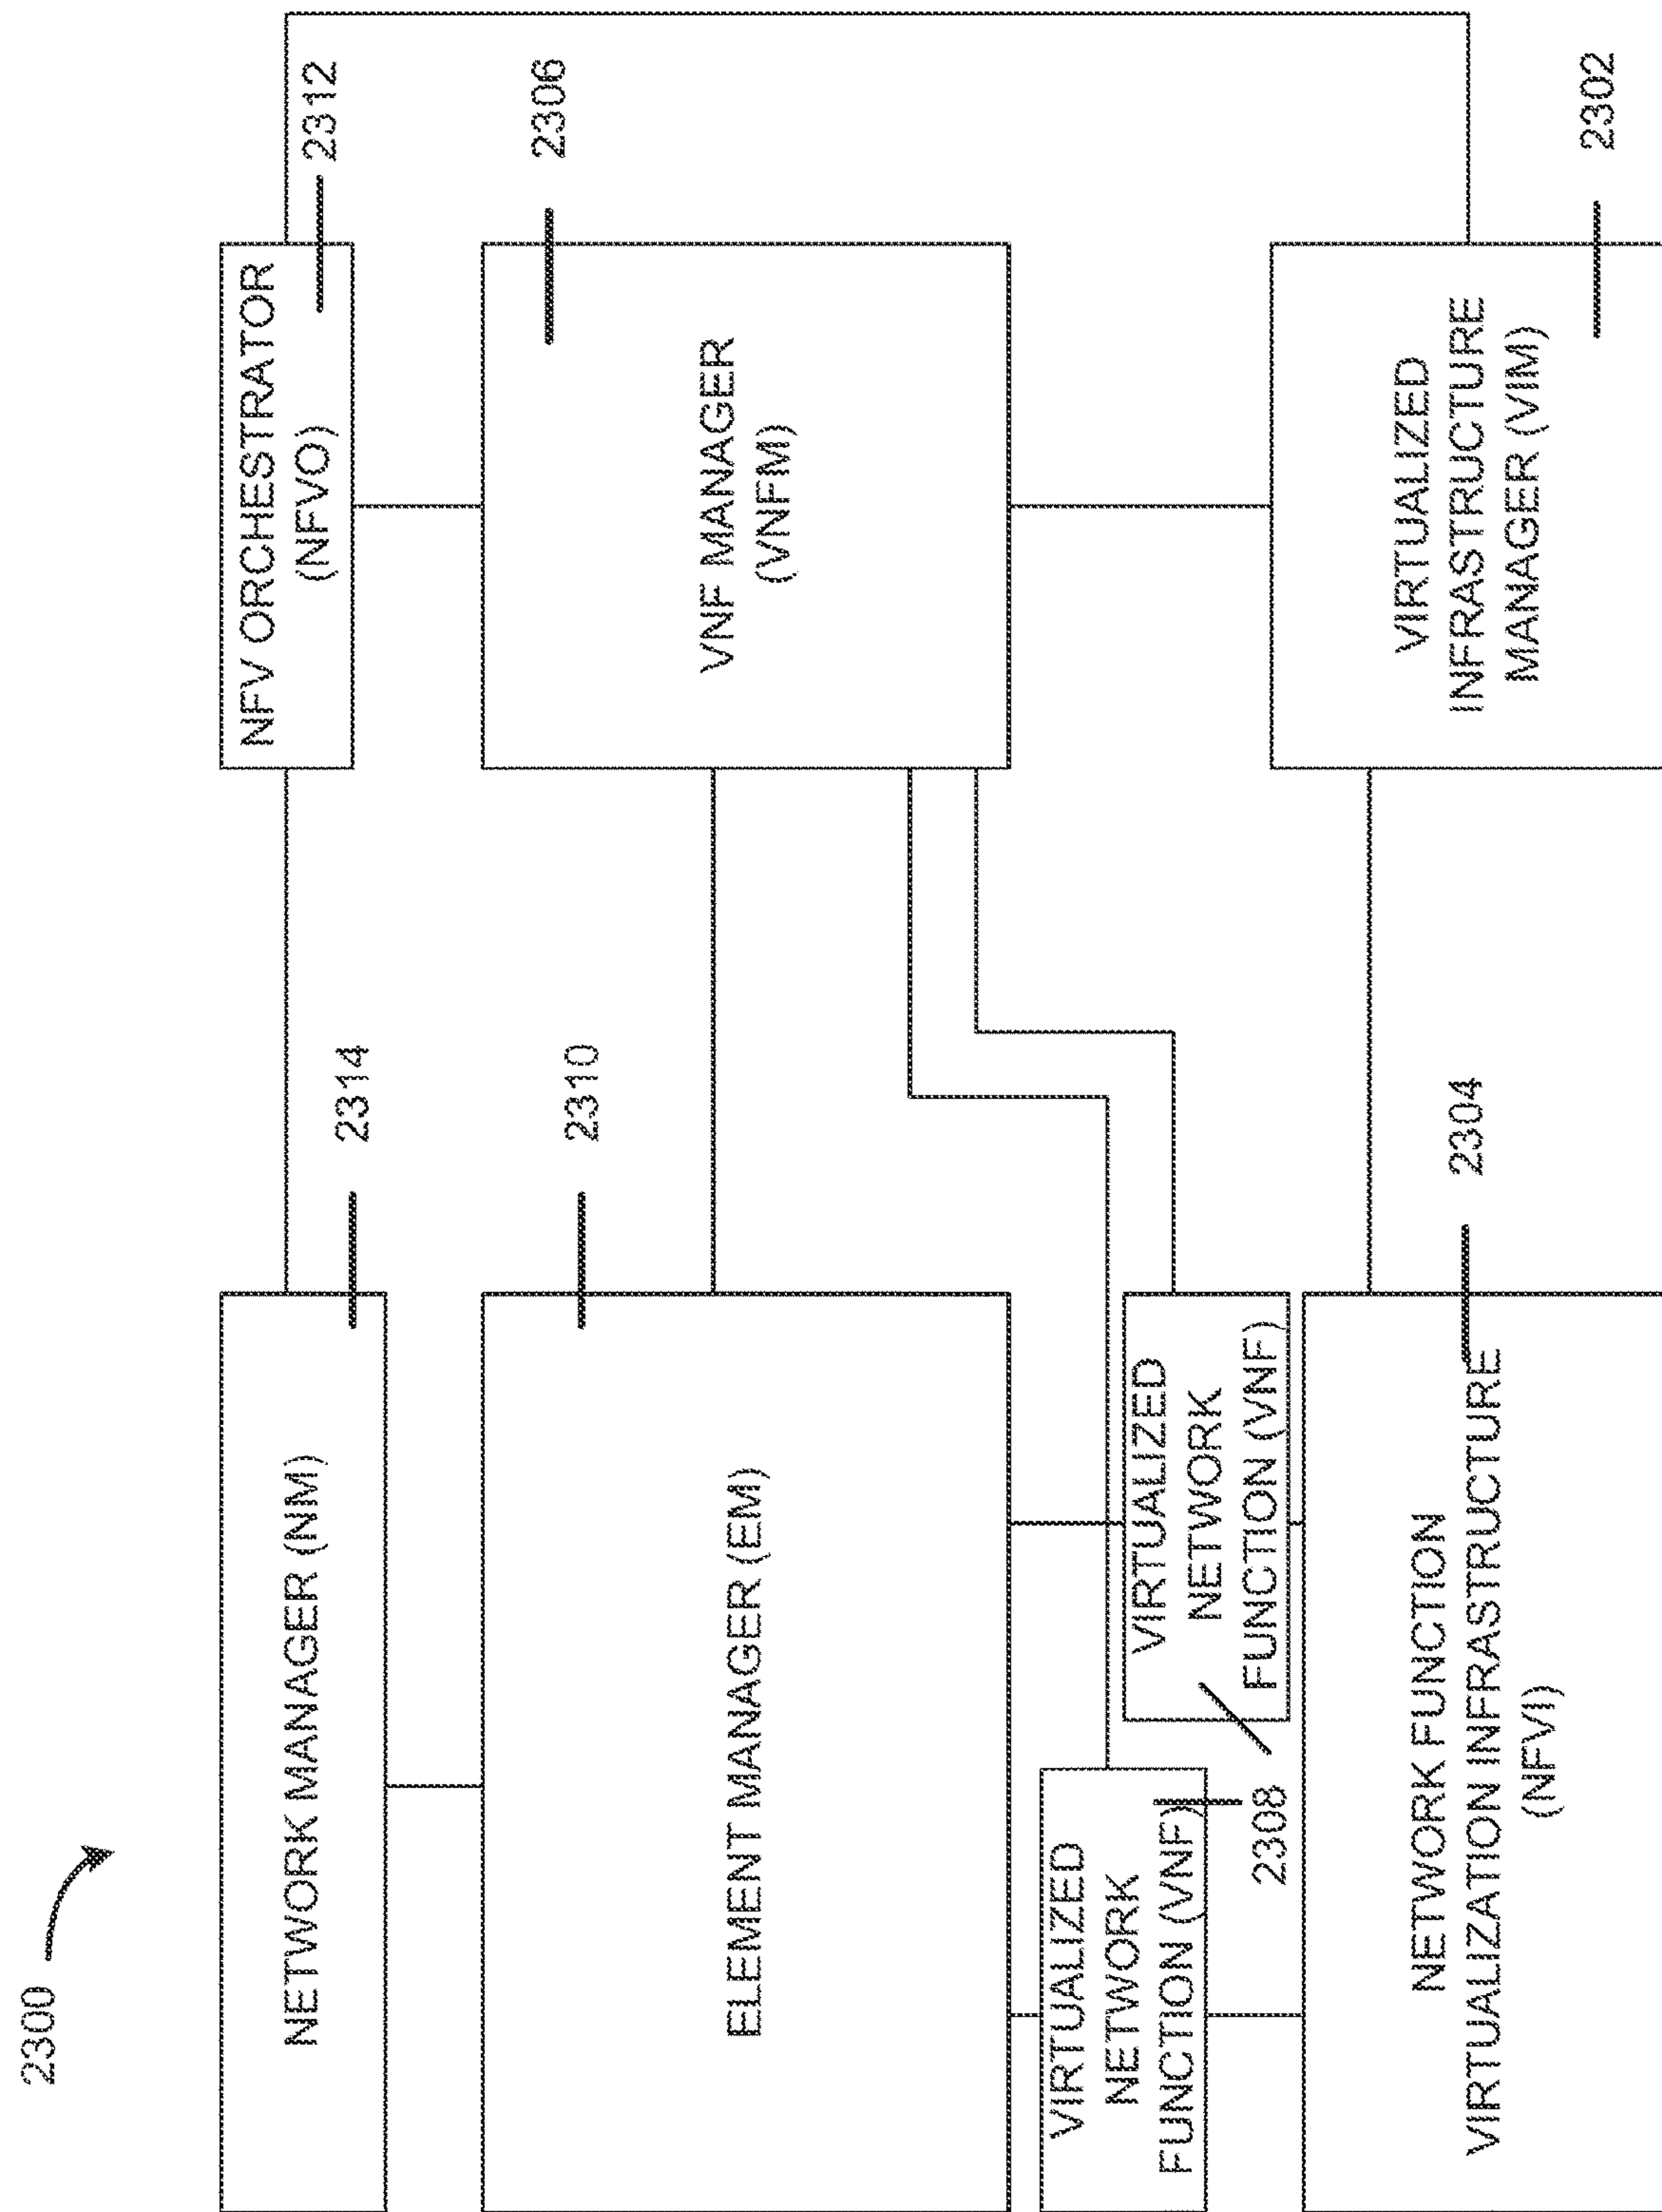 2300
NETWORK MANAGER (NM)
2314
NFV ORCHESTRATOR
(NFVO)
2312
ELEMENT MANAGER (EM)
2310
VNF MANAGER
(VNFM)
2306
VIRTUALIZED
NETWORK
FUNCTION (VNF)
VIRTUALIZED
NETWORK
FUNCTION (VNF)
2308
NETWORK FUNCTION
VIRTUALIZATION INFRASTRUCTURE
(NFVI)
2304
VIRTUALIZED
INFRASTRUCTURE
MANAGER (VIM)
2302